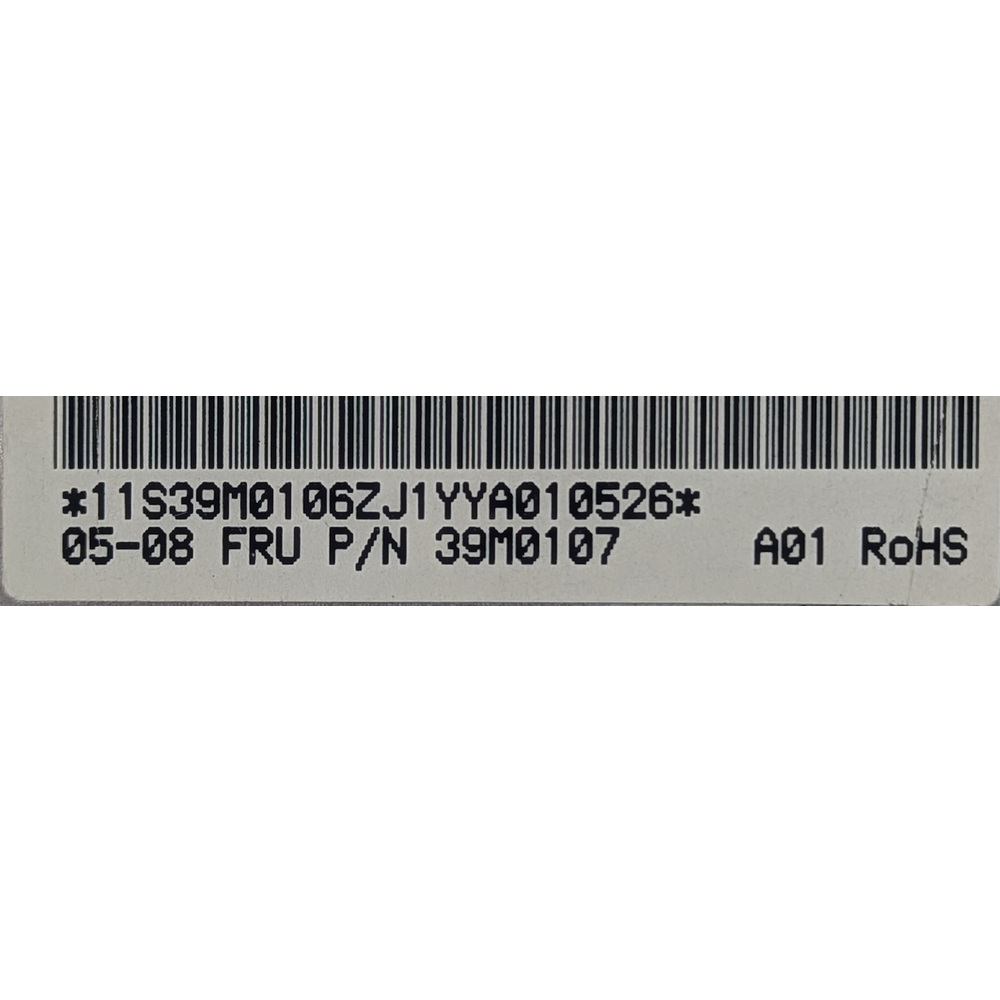 *11S39M0106ZJ1YYA010526*
05-08 FRU P/N 39M0107 A01 RoHS